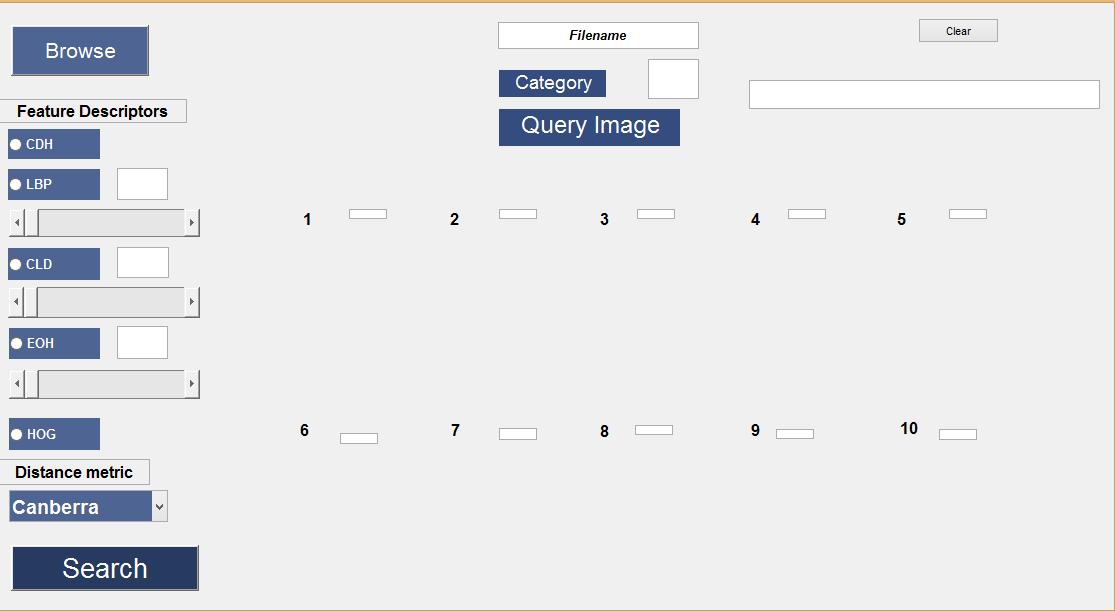 Browse
Filename
Clear
Category
Query Image
Feature Descriptors
CDH
LBP
CLD
EOH
HOG
Distance metric
Canberra
Search
1 2 3 4 5
6 7 8 9 10